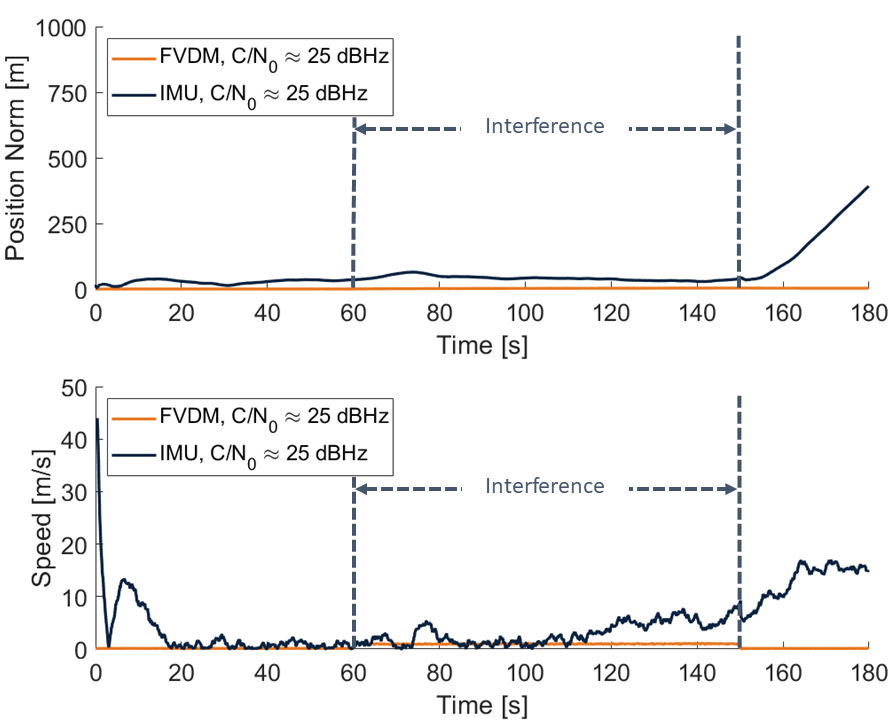 1000
750
500
250
0
Position Norm [m]
FVDM, C/N0 ≈ 25 dBHz
IMU, C/N0 ≈ 25 dBHz
Interference
0 20 40 60 80 100 120 140 160 180
Time [s]
50
40
30
20
10
0
Speed [m/s]
FVDM, C/N0 ≈ 25 dBHz
IMU, C/N0 ≈ 25 dBHz
Interference
0 20 40 60 80 100 120 140 160 180
Time [s]